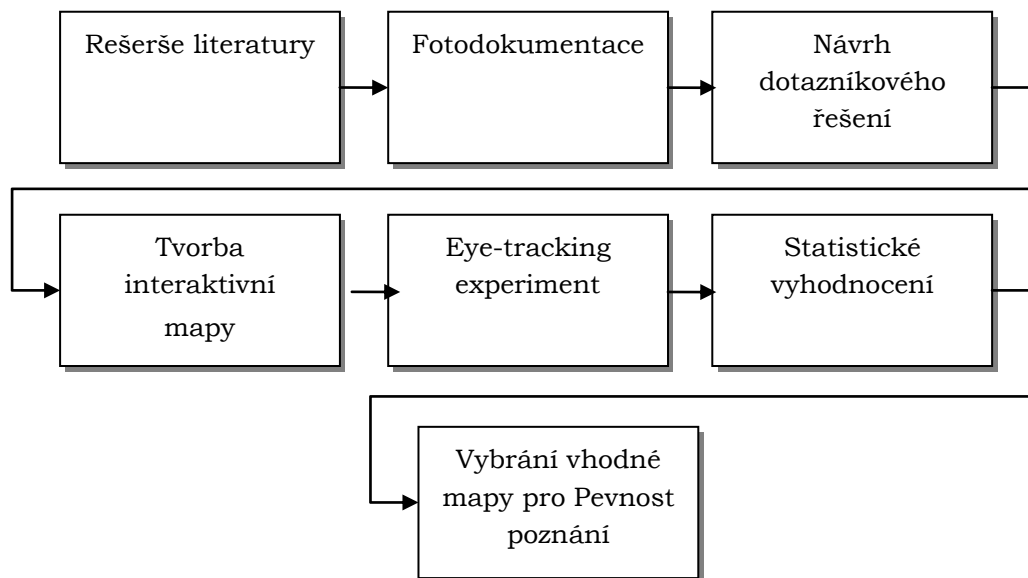 Rešerše literatury
Fotodokumentace
Návrh
dotazníkového
řešení
Tvorba
interaktivní
mapy
Eye-tracking
experiment
Statistické
vyhodnocení
Vybrání vhodné
mapy pro Pevnost
poznání